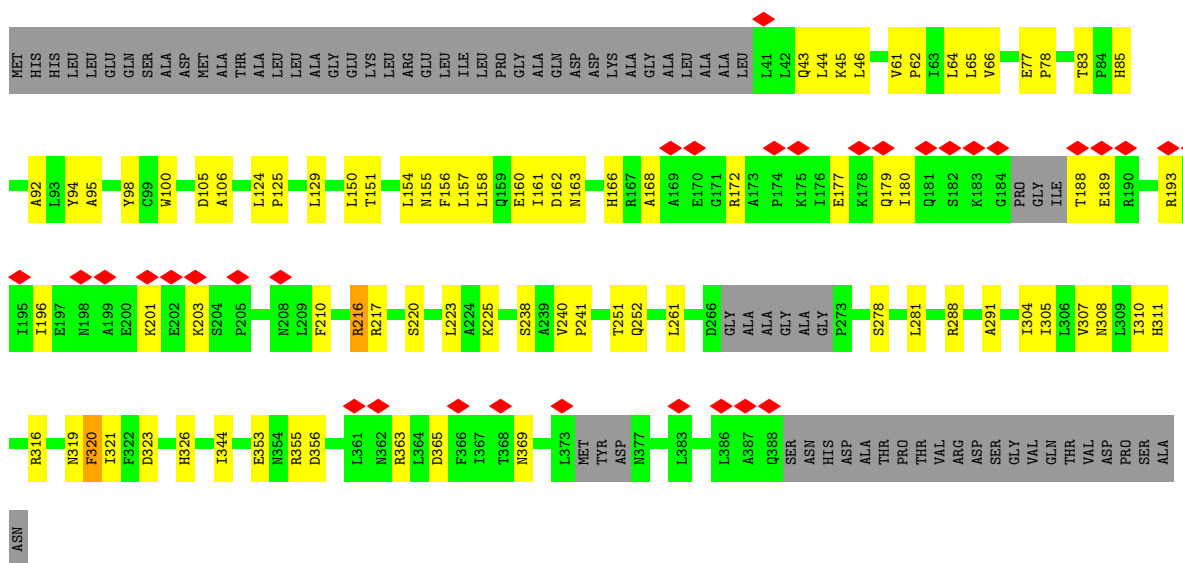 MET HIS HIS LEU LEU GLU GLN SER ALA ASP MET ALA THR ALA LEU LEU ALA GLY GLU LYS LEU ARG GLU LEU ILE LEU PRO GLY ALA GLN ASP ASP LYS ALA GLY ALA LEU ALA ALA LEU L41 L42 Q43 L44 K45 L46 V61 P62 I63 L64 L65 V66 E77 P78 T83 P84 H85
A92 L93 Y94 A95 Y98 C99 W100 D105 A106 L124 P125 L129 L150 T151 L154 N155 F156 L157 L158 Q159 E160 I161 D162 N163 H166 R167 A168 A169 E170 G171 R172 A173 P174 K175 I176 E177 K178 Q179 I180 Q181 S182 K183 G184 PRO GLY ILE T188 E189 R190 R193
I195 I196 E197 N198 A199 E200 K201 E202 K203 S204 P205 N208 L209 F210 R216 R217 S220 L223 A224 K225 S238 A239 V240 P241 T251 Q252 L261 D266 GLY ALA ALA GLY ALA GLY P273 S278 L281 R288 A291 I304 I305 L306 V307 N308 L309 I310 H311
R316 N319 F320 I321 F322 D323 H326 I344 E353 N354 R355 D356 L361 N362 R363 L364 D365 F366 I367 T368 N369 L373 MET TYR ASP N377 L383 L386 A387 Q388 SER ASN HIS ASP ALA THR PRO THR VAL ARG ASP SER GLY VAL GLN THR VAL ASP PRO SER ALA
ASN